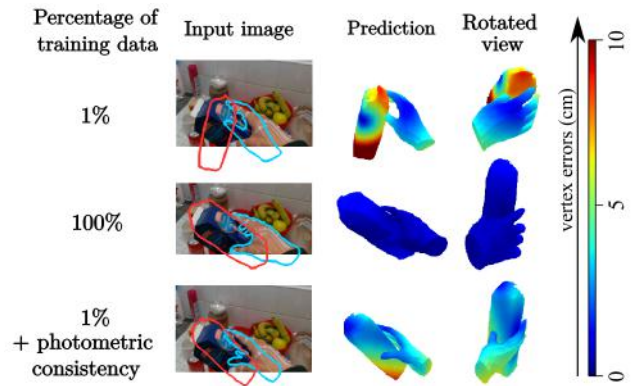 Percentage of
training data
Input image
Prediction
Rotated
view
1%
100%
1%
+ photometric
consistency
vertex errors (cm)
10
5
0